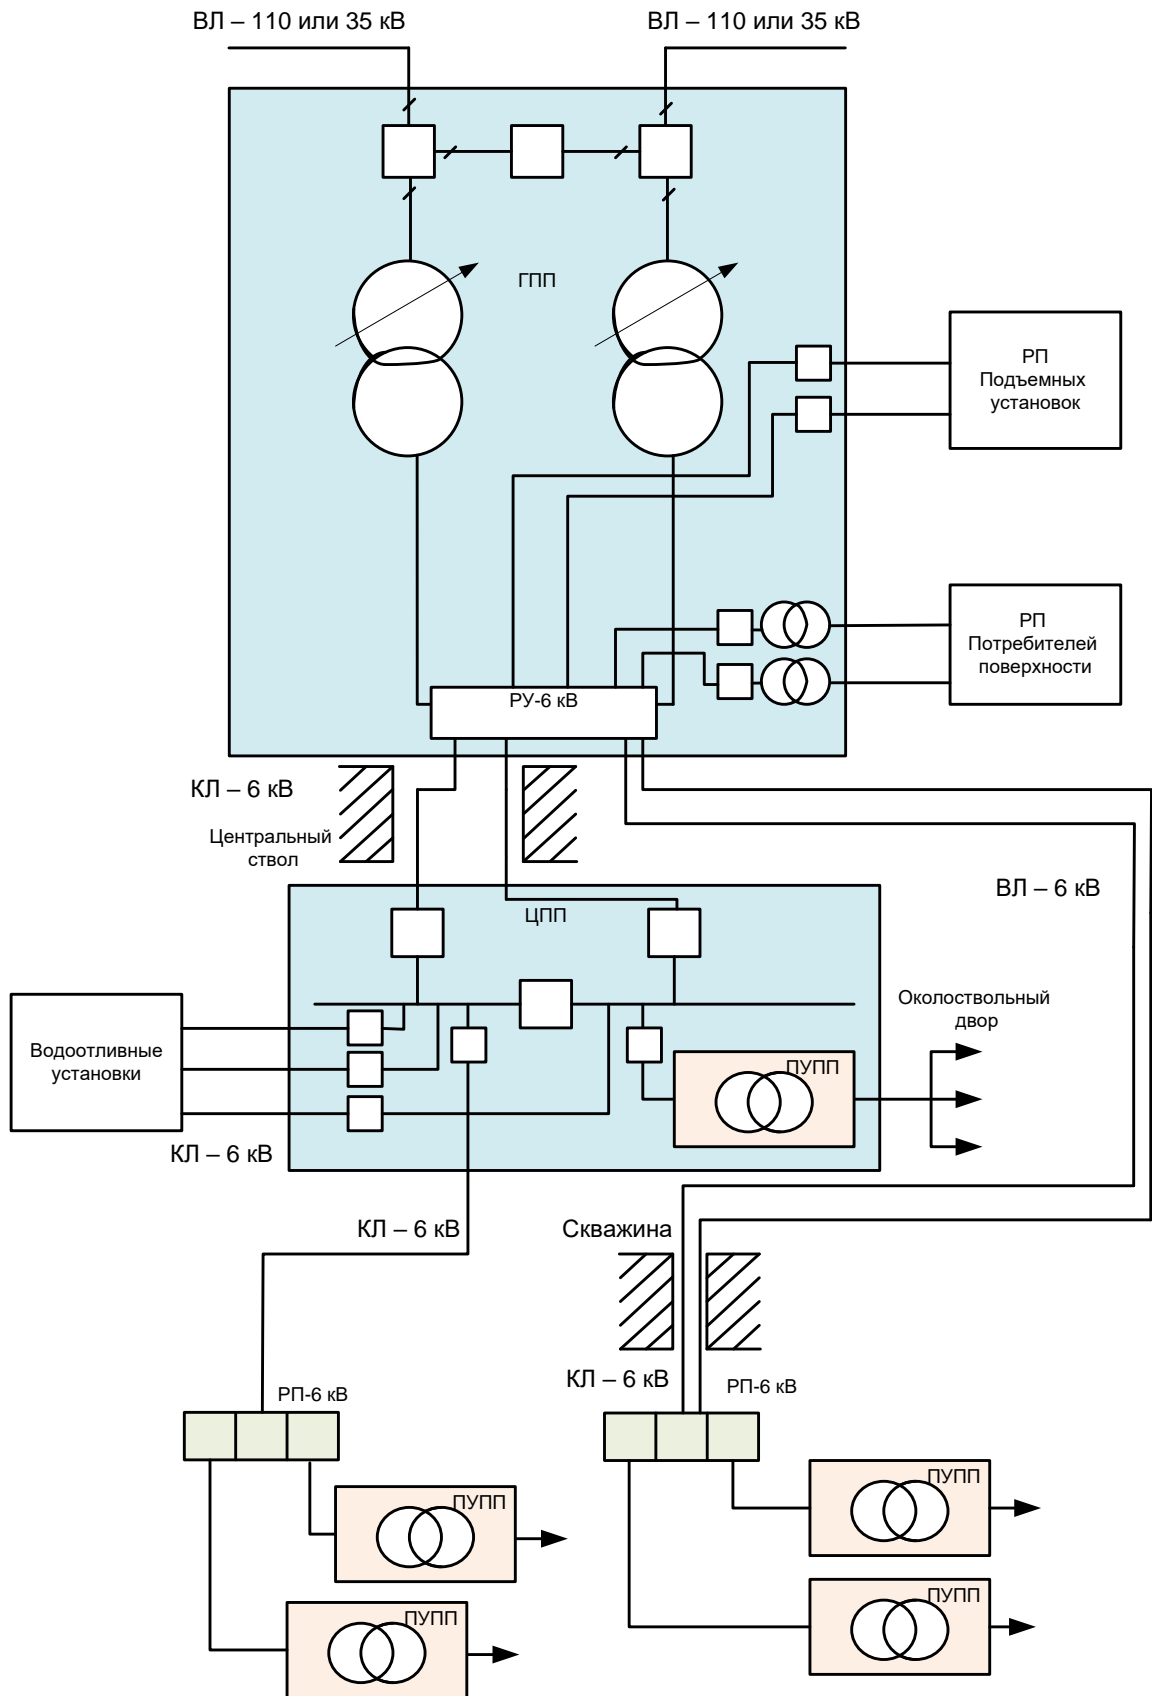 ВЛ – 110 или 35 кВ
ВЛ – 110 или 35 кВ
ГПП
РП
Подъемных
установок
РП
Потребителей
поверхности
РУ-6 кВ
КЛ – 6 кВ
Центральный
ствол
ЦПП
ВЛ – 6 кВ
Околоствольный
двор
Водоотливные
установки
ПУПП
КЛ – 6 кВ
КЛ – 6 кВ
Скважина
КЛ – 6 кВ
РП-6 кВ
РП-6 кВ
ПУПП
ПУПП
ПУПП
ПУПП